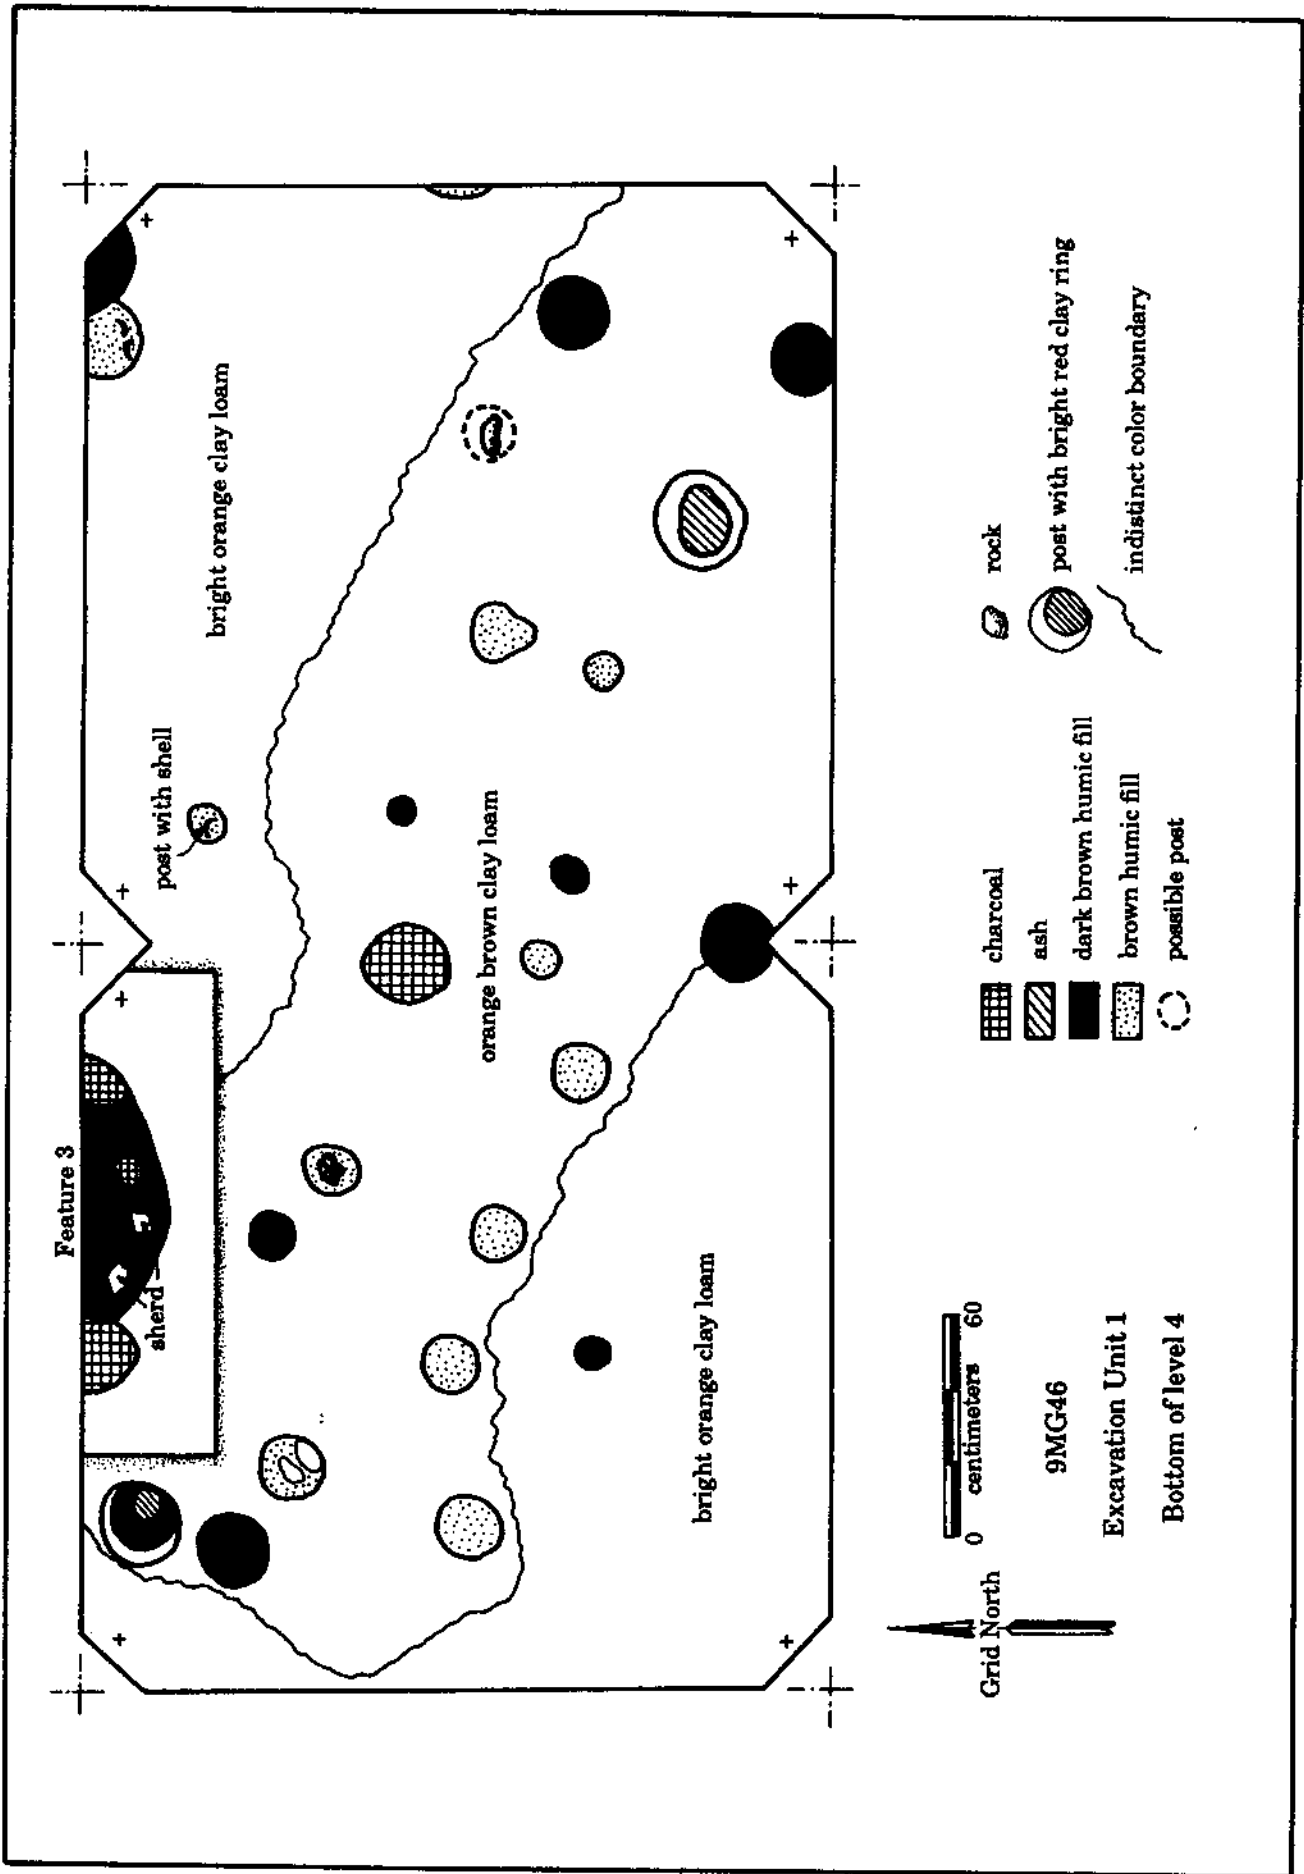 Feature 3
sherd
post with shell
bright orange clay loam
orange brown clay loam
bright orange clay loam
Grid North
0
60
centimeters
9MG46
Excavation Unit 1
Bottom of level 4
charcoal
ash
dark brown humic fill
brown humic fill
possible post
rock
post with bright red clay ring
indistinct color boundary